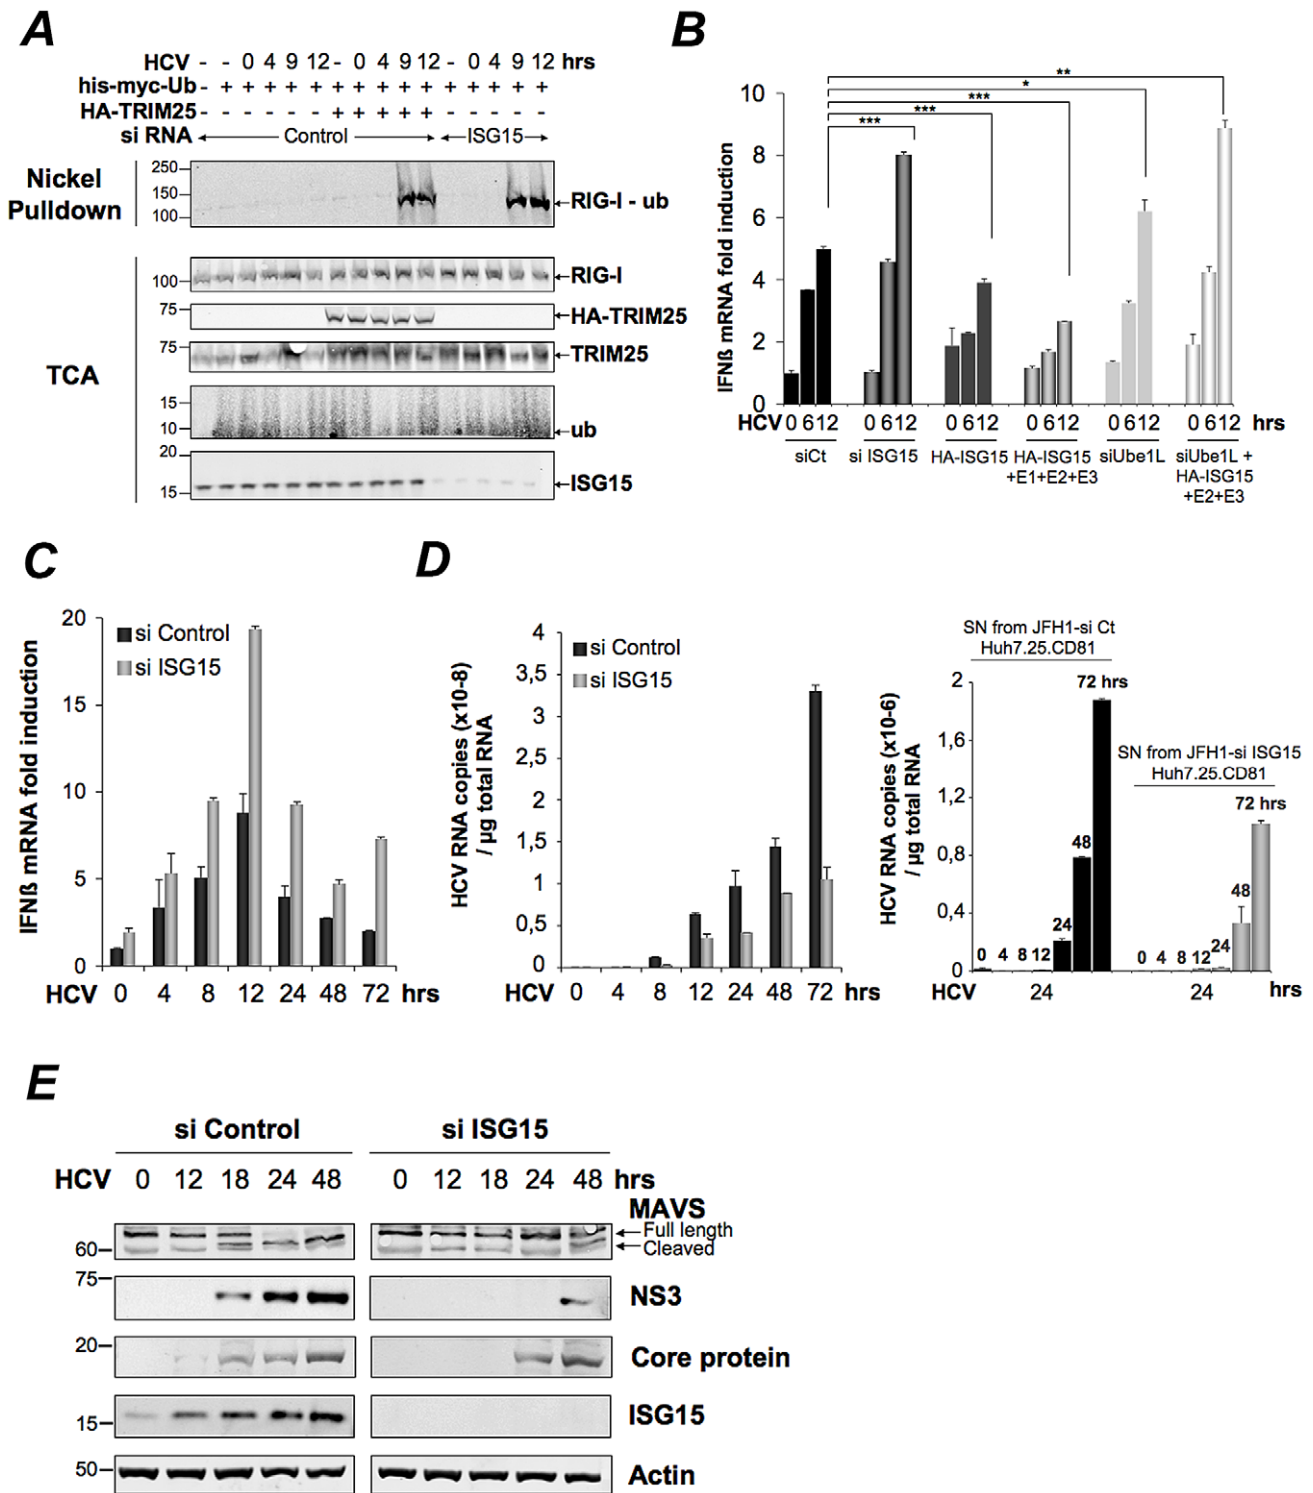 A
HCV - - 0 4 9 12 - 0 4 9 12 - 0 4 9 12 hrs
his-myc-Ub - + + + + + + + + + + + + + + +
HA-TRIM25 - - - - - - + + + + + - - - - -
si RNA Control ISG15
Nickel
Pulldown
250
150
100
RIG-I - ub
TCA
100
RIG-I
75
HA-TRIM25
75
TRIM25
15
10
ub
20
15
ISG15
B
IFNß mRNA fold induction
10
8
6
4
2
0
**
*
***
***
***
HCV 0 6 12 0 6 12 0 6 12 0 6 12 0 6 12 0 6 12 hrs
siCt
si ISG15
HA-ISG15
HA-ISG15
+E1+E2+E3
siUbe1L
siUbe1L +
HA-ISG15
+E2+E3
C
IFNß mRNA fold induction
20
15
10
5
0
si Control
si ISG15
HCV 0 4 8 12 24 48 72 hrs
D
HCV RNA copies (x10-8)
/ µg total RNA
4
3,5
3
2,5
2
1,5
1
0,5
0
si Control
si ISG15
HCV 0 4 8 12 24 48 72
HCV RNA copies (x10-6)
/ µg total RNA
2
1,6
1,2
0,8
0,4
0
SN from JFH1-si Ct
Huh7.25.CD81
72 hrs
48
24
0 4 8 12
SN from JFH1-si ISG15
Huh7.25.CD81
72 hrs
48
24
0 4 8 12
HCV 24 24 hrs
E
si Control si ISG15
HCV 0 12 18 24 48 0 12 18 24 48 hrs
MAVS
Full length
Cleaved
60
75
NS3
20
Core protein
15
ISG15
50
Actin